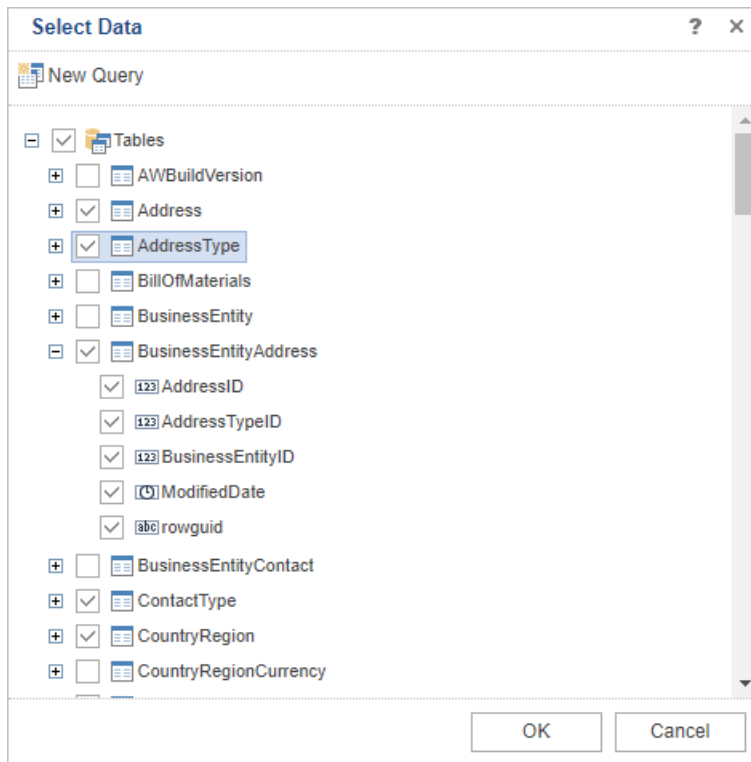 Select Data ? ×
New Query
Tables
AWBuildVersion
Address
AddressType
BillOfMaterials
BusinessEntity
BusinessEntityAddress
123 AddressID
123 AddressTypeID
123 BusinessEntityID
ModifiedDate
abc rowguid
BusinessEntityContact
ContactType
CountryRegion
CountryRegionCurrency
OK Cancel